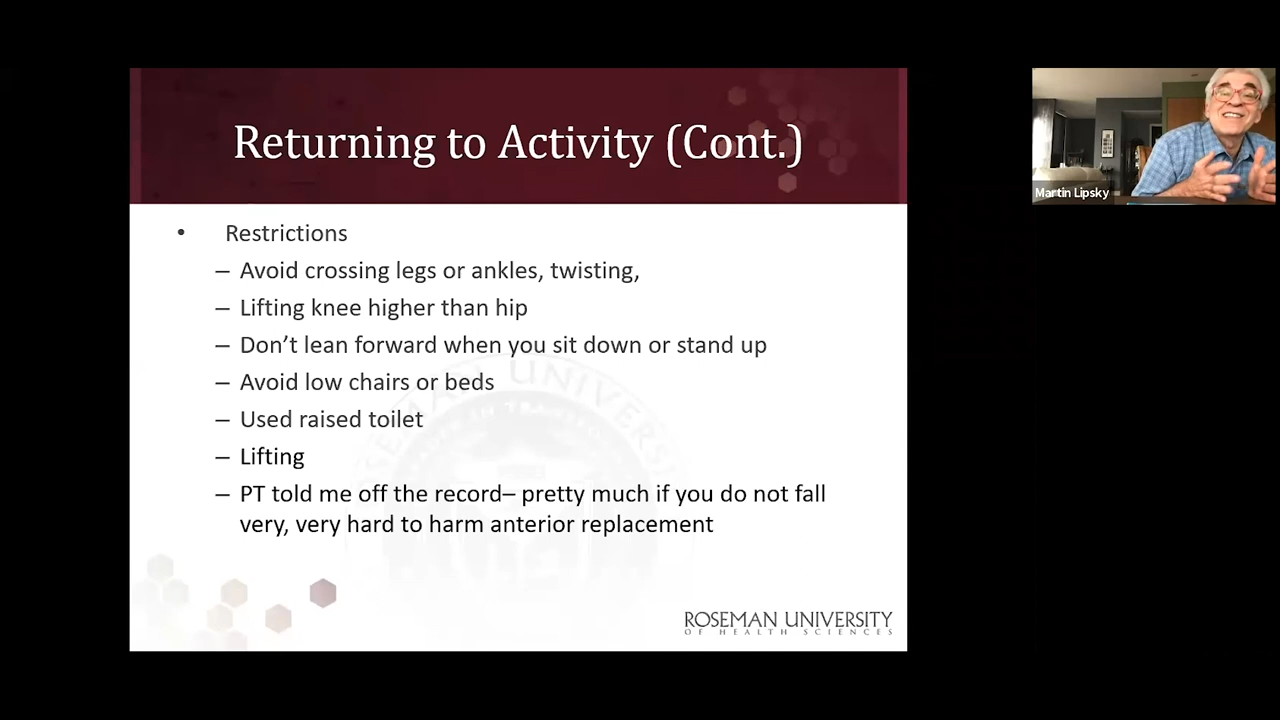 Returning to Activity (Cont.)
• Restrictions
– Avoid crossing legs or ankles, twisting,
– Lifting knee higher than hip
– Don’t lean forward when you sit down or stand up
– Avoid low chairs or beds
– Used raised toilet
– Lifting
– PT told me off the record– pretty much if you do not fall
very, very hard to harm anterior replacement
ROSEMAN UNIVERSITY
OF HEALTH SCIENCES
Martin Lipsky